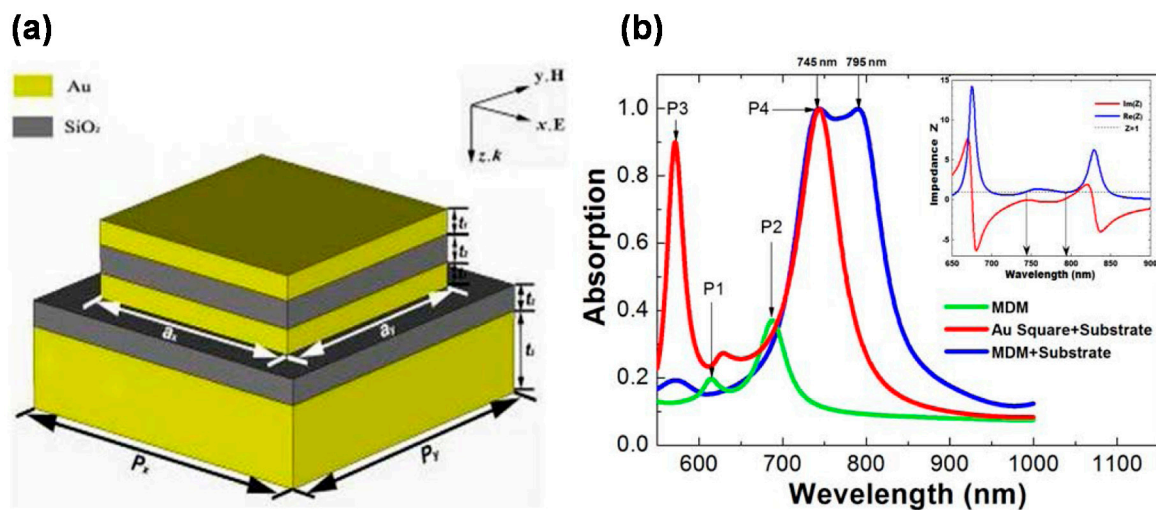 (a)
Au
SiO₂
y.H
x.E
z.k
t₁
t₂
t₂
t₃
aₓ
aᵧ
Pₓ
Pᵧ
(b)
745 nm
795 nm
P3
P4
P2
P1
Absorption
1.0
0.8
0.6
0.4
0.2
0.0
600
700
800
900
1000
1100
Wevelength (nm)
MDM
Au Square+Substrate
MDM+Substrate
Impedance Z
15
10
5
0
-5
650
700
750
800
850
900
Wavelength (nm)
Im(Z)
Re(Z)
Z=1